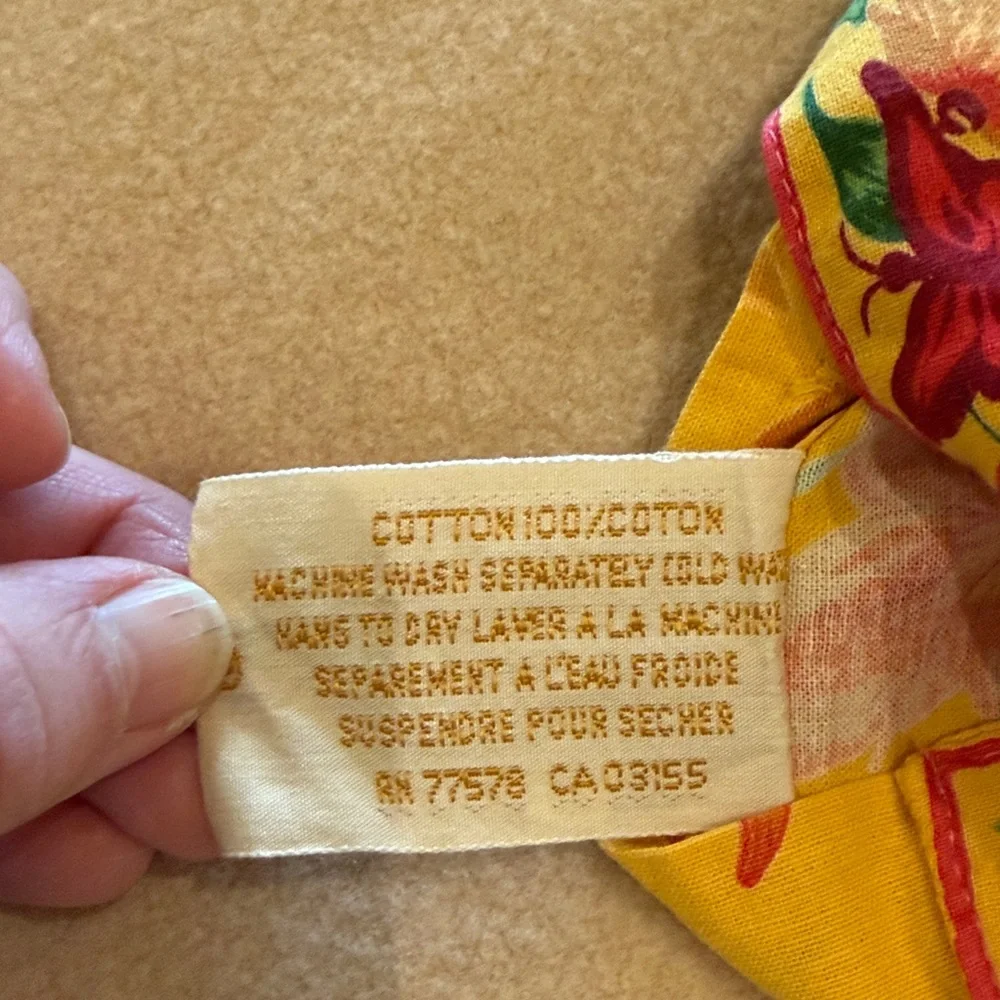 COTTON 100% COTON
MACHINE WASH SEPARATELY COLD
HANG TO DRY LAVER A LA MACHINE
SEPAREMENT A L'EAU FROIDE
SUSPENDRE POUR SECHER
RN 77578 CA 03155